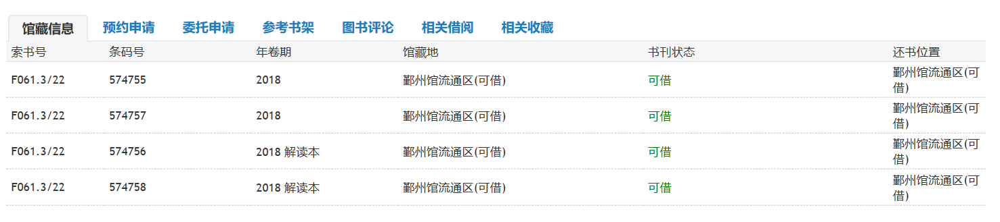 馆藏信息 预约申请 委托申请 参考书架 图书评论 相关借阅 相关收藏
索书号 条码号 年卷期 馆藏地 书刊状态 还书位置
F061.3/22 574755 2018 鄞州馆流通区(可借) 可借 鄞州馆流通区(可
借)
F061.3/22 574757 2018 鄞州馆流通区(可借) 可借 鄞州馆流通区(可
借)
F061.3/22 574756 2018 解读本 鄞州馆流通区(可借) 可借 鄞州馆流通区(可
借)
F061.3/22 574758 2018 解读本 鄞州馆流通区(可借) 可借 鄞州馆流通区(可
借)